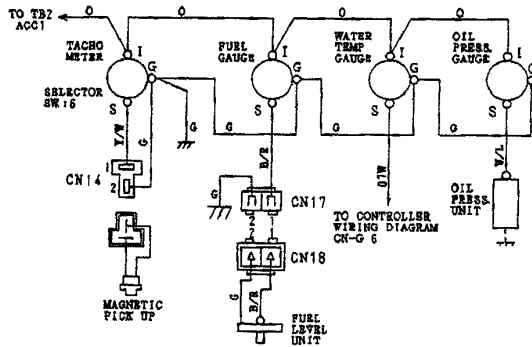 O O O O
TO TB2
ACC1
TACHO
METER
I
G
SELECTOR
SW:6
S
FUEL
GAUGE
I
G
S
WATER
TEMP
GAUGE
I
G
S
OIL
PRESS.
GAUGE
I
G
S
Y/W
G
G
G
B/R
G
G
W/L
1
2
CN14
G
CN17
2 1
2 1
CN18
TO CONTROLLER
WIRING DIAGRAM
CN-G 6
OIL
PRESS.
UNIT
MAGNETIC
PICK UP
G
B/R
FUEL
LEVEL
UNIT